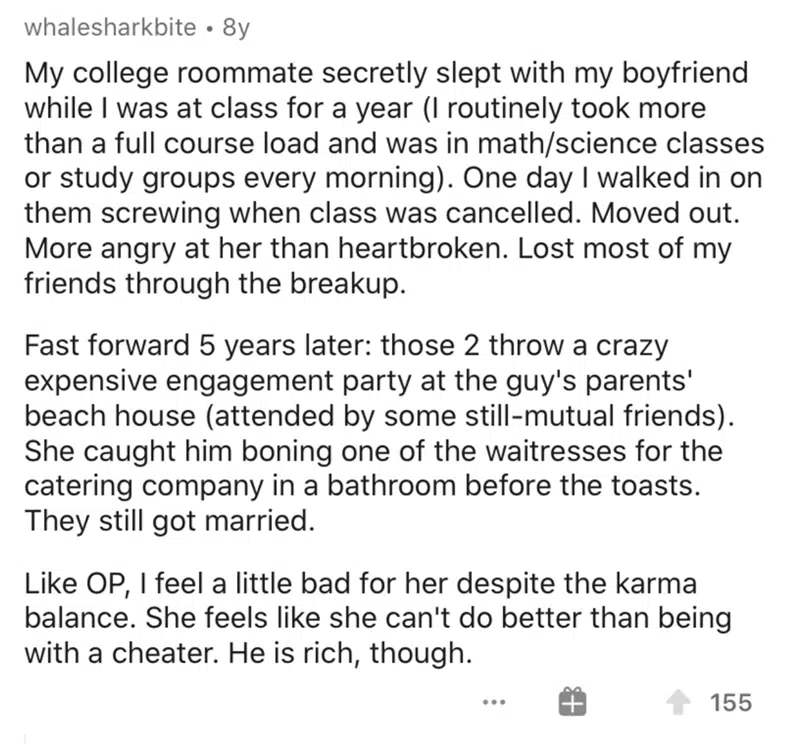 whalesharkbite • 8y
My college roommate secretly slept with my boyfriend
while I was at class for a year (I routinely took more
than a full course load and was in math/science classes
or study groups every morning). One day I walked in on
them screwing when class was cancelled. Moved out.
More angry at her than heartbroken. Lost most of my
friends through the breakup.
Fast forward 5 years later: those 2 throw a crazy
expensive engagement party at the guy's parents'
beach house (attended by some still-mutual friends).
She caught him boning one of the waitresses for the
catering company in a bathroom before the toasts.
They still got married.
Like OP, I feel a little bad for her despite the karma
balance. She feels like she can't do better than being
with a cheater. He is rich, though.
155